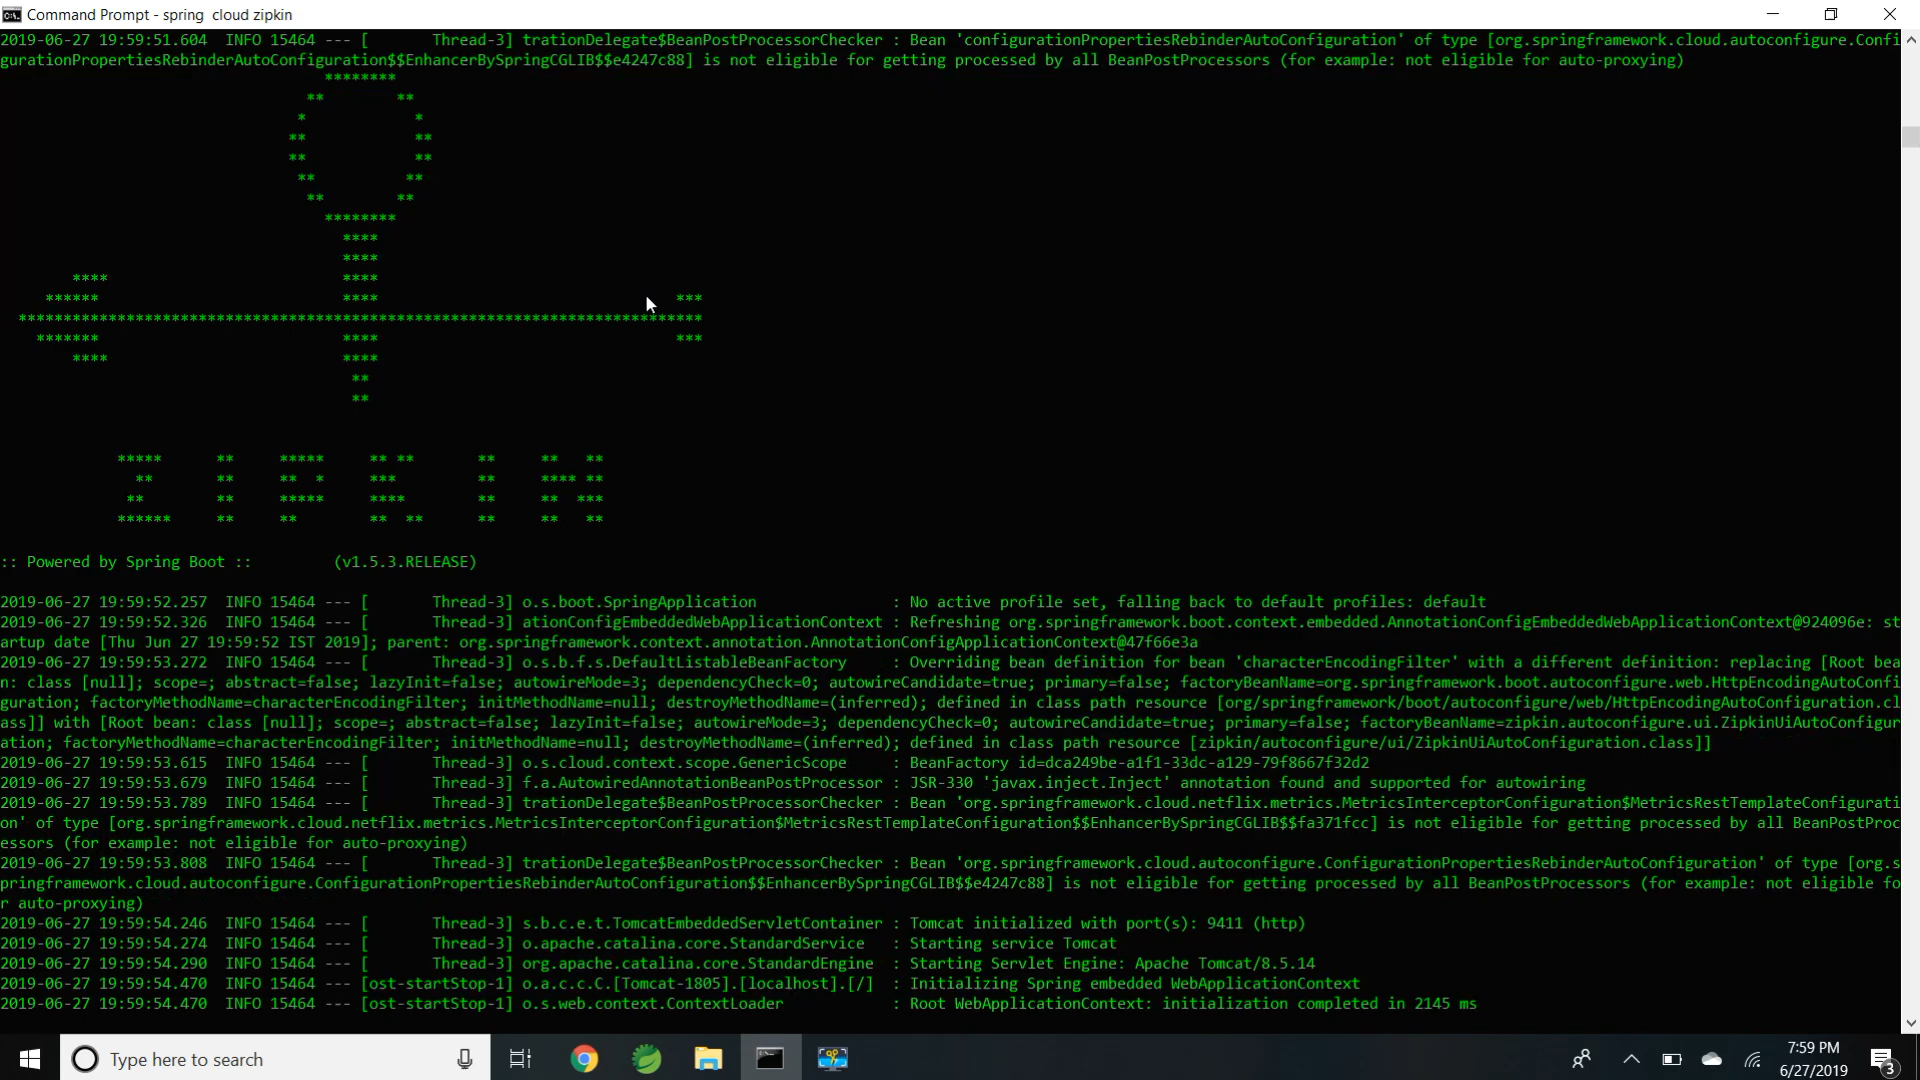 Command Prompt - spring  cloud zipkin
2019-06-27 19:59:51.604  INFO 15464 --- [       Thread-3] trationDelegate$BeanPostProcessorChecker : Bean 'configurationPropertiesRebinderAutoConfiguration' of type [org.springframework.cloud.autoconfigure.Confi
gurationPropertiesRebinderAutoConfiguration$$EnhancerBySpringCGLIB$$e4247c88] is not eligible for getting processed by all BeanPostProcessors (for example: not eligible for auto-proxying)
ZIPKIN
:: Powered by Spring Boot ::         (v1.5.3.RELEASE)
2019-06-27 19:59:52.257  INFO 15464 --- [       Thread-3] o.s.boot.SpringApplication               : No active profile set, falling back to default profiles: default
2019-06-27 19:59:52.326  INFO 15464 --- [       Thread-3] ationConfigEmbeddedWebApplicationContext : Refreshing org.springframework.boot.context.embedded.AnnotationConfigEmbeddedWebApplicationContext@924096e: st
artup date [Thu Jun 27 19:59:52 IST 2019]; parent: org.springframework.context.annotation.AnnotationConfigApplicationContext@47f66e3a
2019-06-27 19:59:53.272  INFO 15464 --- [       Thread-3] o.s.b.f.s.DefaultListableBeanFactory     : Overriding bean definition for bean 'characterEncodingFilter' with a different definition: replacing [Root bea
n: class [null]; scope=; abstract=false; lazyInit=false; autowireMode=3; dependencyCheck=0; autowireCandidate=true; primary=false; factoryBeanName=org.springframework.boot.autoconfigure.web.HttpEncodingAutoConfi
guration; factoryMethodName=characterEncodingFilter; initMethodName=null; destroyMethodName=(inferred); defined in class path resource [org/springframework/boot/autoconfigure/web/HttpEncodingAutoConfiguration.cl
ass]] with [Root bean: class [null]; scope=; abstract=false; lazyInit=false; autowireMode=3; dependencyCheck=0; autowireCandidate=true; primary=false; factoryBeanName=zipkin.autoconfigure.ui.ZipkinUiAutoConfigur
ation; factoryMethodName=characterEncodingFilter; initMethodName=null; destroyMethodName=(inferred); defined in class path resource [zipkin/autoconfigure/ui/ZipkinUiAutoConfiguration.class]]
2019-06-27 19:59:53.615  INFO 15464 --- [       Thread-3] o.s.cloud.context.scope.GenericScope     : BeanFactory id=dca249be-a1f1-33dc-a129-79f8667f32d2
2019-06-27 19:59:53.679  INFO 15464 --- [       Thread-3] f.a.AutowiredAnnotationBeanPostProcessor : JSR-330 'javax.inject.Inject' annotation found and supported for autowiring
2019-06-27 19:59:53.789  INFO 15464 --- [       Thread-3] trationDelegate$BeanPostProcessorChecker : Bean 'org.springframework.cloud.netflix.metrics.MetricsInterceptorConfiguration$MetricsRestTemplateConfigurati
on' of type [org.springframework.cloud.netflix.metrics.MetricsInterceptorConfiguration$MetricsRestTemplateConfiguration$$EnhancerBySpringCGLIB$$fa371fcc] is not eligible for getting processed by all BeanPostProc
essors (for example: not eligible for auto-proxying)
2019-06-27 19:59:53.808  INFO 15464 --- [       Thread-3] trationDelegate$BeanPostProcessorChecker : Bean 'org.springframework.cloud.autoconfigure.ConfigurationPropertiesRebinderAutoConfiguration' of type [org.s
pringframework.cloud.autoconfigure.ConfigurationPropertiesRebinderAutoConfiguration$$EnhancerBySpringCGLIB$$e4247c88] is not eligible for getting processed by all BeanPostProcessors (for example: not eligible fo
r auto-proxying)
2019-06-27 19:59:54.246  INFO 15464 --- [       Thread-3] s.b.c.e.t.TomcatEmbeddedServletContainer : Tomcat initialized with port(s): 9411 (http)
2019-06-27 19:59:54.274  INFO 15464 --- [       Thread-3] o.apache.catalina.core.StandardService   : Starting service Tomcat
2019-06-27 19:59:54.290  INFO 15464 --- [       Thread-3] org.apache.catalina.core.StandardEngine  : Starting Servlet Engine: Apache Tomcat/8.5.14
2019-06-27 19:59:54.470  INFO 15464 --- [ost-startStop-1] o.a.c.c.C.[Tomcat-1805].[localhost].[/]  : Initializing Spring embedded WebApplicationContext
2019-06-27 19:59:54.470  INFO 15464 --- [ost-startStop-1] o.s.web.context.ContextLoader            : Root WebApplicationContext: initialization completed in 2145 ms
Type here to search
7:59 PM
6/27/2019
3